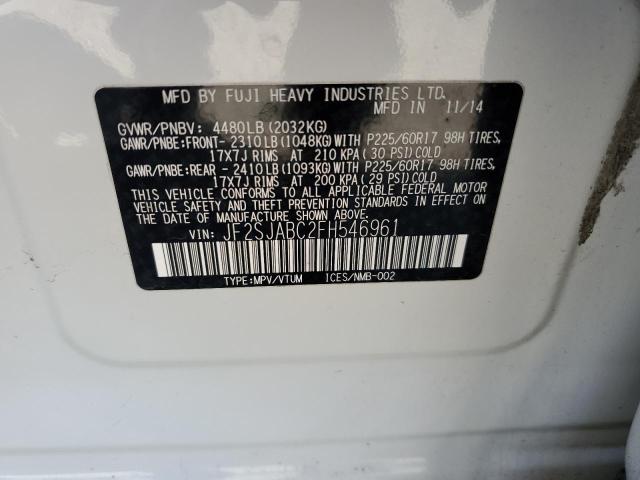 MFD BY FUJI HEAVY INDUSTRIES LTD.
MFD IN 11/14
GVWR/PNBV: 4480LB(2032KG)
GAWR/PNBE:FRONT- 2310LB(1048KG)WITH P225/60R17 98H TIRES,
17X7J RIMS AT 210 KPA(30 PSI)COLD
GAWR/PNBE:REAR - 2410LB(1093KG)WITH P225/60R17 98H TIRES,
17X7J RIMS AT 200 KPA(29 PSI)COLD
THIS VEHICLE CONFORMS TO ALL APPLICABLE FEDERAL MOTOR
VEHICLE SAFETY AND BUMPER STANDARDS IN EFFECT ON
THE DATE OF MANUFACTURE SHOWN ABOVE.
VIN: JF2SJABC2FH546961
TYPE:MPV/VTUM ICES/NMB-002